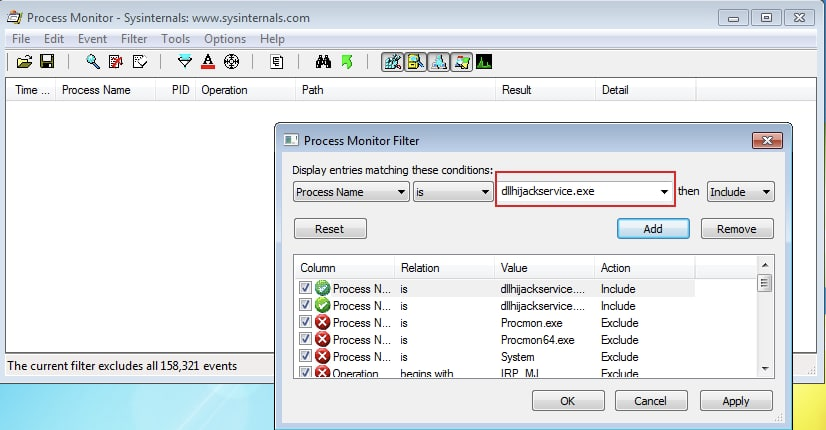 Process Monitor - Sysinternals: www.sysinternals.com
File Edit Event Filter Tools Options Help
Time ... Process Name PID Operation Path Result Detail
Process Monitor Filter
Display entries matching these conditions:
Process Name is dllhijackservice.exe then Include
Reset Add Remove
Column Relation Value Action
Process N... is dllhijackservice.... Include
Process N... is dllhijackservice.... Include
Process N... is Procmon.exe Exclude
Process N... is Procmon64.exe Exclude
Process N... is System Exclude
Operation begins with IRP_MJ Exclude
OK Cancel Apply
The current filter excludes all 158,321 events